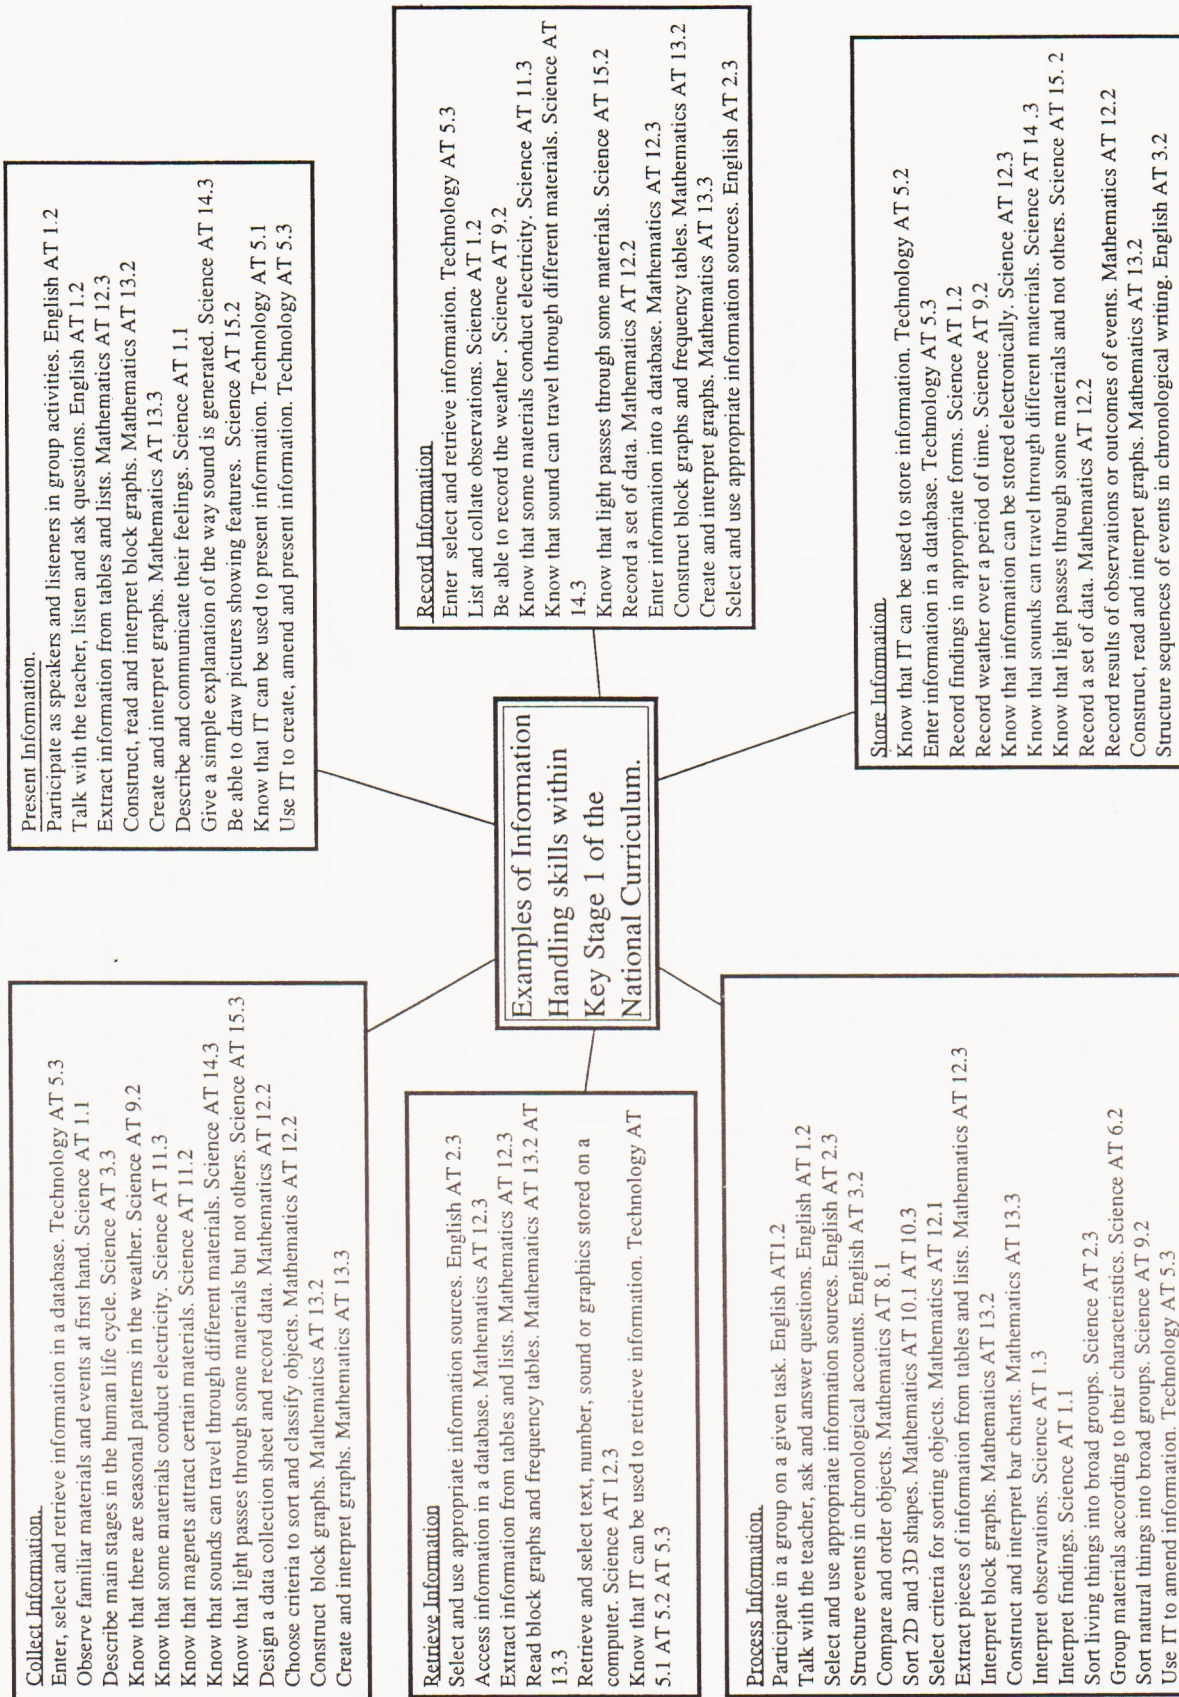 Collect Information.
Enter, select and retrieve information in a database. Technology AT 5.3
Observe familiar materials and events at first hand. Science AT 1.1
Describe main stages in the human life cycle. Science AT 3.3
Know that there are seasonal patterns in the weather. Science AT 9.2
Know that some materials conduct electricity. Science AT 11.3
Know that magnets attract certain materials. Science AT 11.2
Know that sounds can travel through different materials. Science AT 14.3
Know that light passes through some materials but not others. Science AT 15.3
Design a data collection sheet and record data. Mathematics AT 12.2
Choose criteria to sort and classify objects. Mathematics AT 12.2
Construct block graphs. Mathematics AT 13.2
Create and interpret graphs. Mathematics AT 13.3
Present Information.
Participate as speakers and listeners in group activities. English AT 1.2
Talk with the teacher, listen and ask questions. English AT 1.2
Extract information from tables and lists. Mathematics AT 12.3
Construct, read and interpret block graphs. Mathematics AT 13.2
Create and interpret graphs. Mathematics AT 13.3
Describe and communicate their feelings. Science AT 1.1
Give a simple explanation of the way sound is generated. Science AT 14.3
Be able to draw pictures showing features. Science AT 15.2
Know that IT can be used to present information. Technology AT 5.1
Use IT to create, amend and present information. Technology AT 5.3
Retrieve Information
Select and use appropriate information sources. English AT 2.3
Access information in a database. Mathematics AT 12.3
Extract information from tables and lists. Mathematics AT 12.3
Read block graphs and frequency tables. Mathematics AT 13.2 AT
13.3
Retrieve and select text, number, sound or graphics stored on a
computer. Science AT 12.3
Know that IT can be used to retrieve information. Technology AT
5.1 AT 5.2 AT 5.3
Examples of Information
Handling skills within
Key Stage 1 of the
National Curriculum.
Record Information
Enter select and retrieve information. Technology AT 5.3
List and collate observations. Science AT 1.2
Be able to record the weather . Science AT 9.2
Know that some materials conduct electricity. Science AT 11.3
Know that sound can travel through different materials. Science AT
14.3
Know that light passes through some materials. Science AT 15.2
Record a set of data. Mathematics AT 12.2
Enter information into a database. Mathematics AT 12.3
Construct block graphs and frequency tables. Mathematics AT 13.2
Create and interpret graphs. Mathematics AT 13.3
Select and use appropriate information sources. English AT 2.3
Process Information
Participate in a group on a given task. English AT1.2
Talk with the teacher, ask and answer questions. English AT 1.2
Select and use appropriate information sources. English AT 2.3
Structure events in chronological accounts. English AT 3.2
Compare and order objects. Mathematics AT 8.1
Sort 2D and 3D shapes. Mathematics AT 10.1 AT 10.3
Select criteria for sorting objects. Mathematics AT 12.1
Extract pieces of information from tables and lists. Mathematics AT 12.3
Interpret block graphs. Mathematics AT 13.2
Construct and interpret bar charts. Mathematics AT 13.3
Interpret observations. Science AT 1.3
Interpret findings. Science AT 1.1
Sort living things into broad groups. Science AT 2.3
Group materials according to their characteristics. Science AT 6.2
Sort natural things into broad groups. Science AT 9.2
Use IT to amend information. Technology AT 5.3
Store Information
Know that IT can be used to store information. Technology AT 5.2
Enter information in a database. Technology AT 5.3
Record findings in appropriate forms. Science AT 1.2
Record weather over a period of time. Science AT 9.2
Know that information can be stored electronically. Science AT 12.3
Know that sounds can travel through different materials. Science AT 14 .3
Know that light passes through some materials and not others. Science AT 15. 2
Record a set of data. Mathematics AT 12.2
Record results of observations or outcomes of events. Mathematics AT 12.2
Construct, read and interpret graphs. Mathematics AT 13.2
Structure sequences of events in chronological writing. English AT 3.2